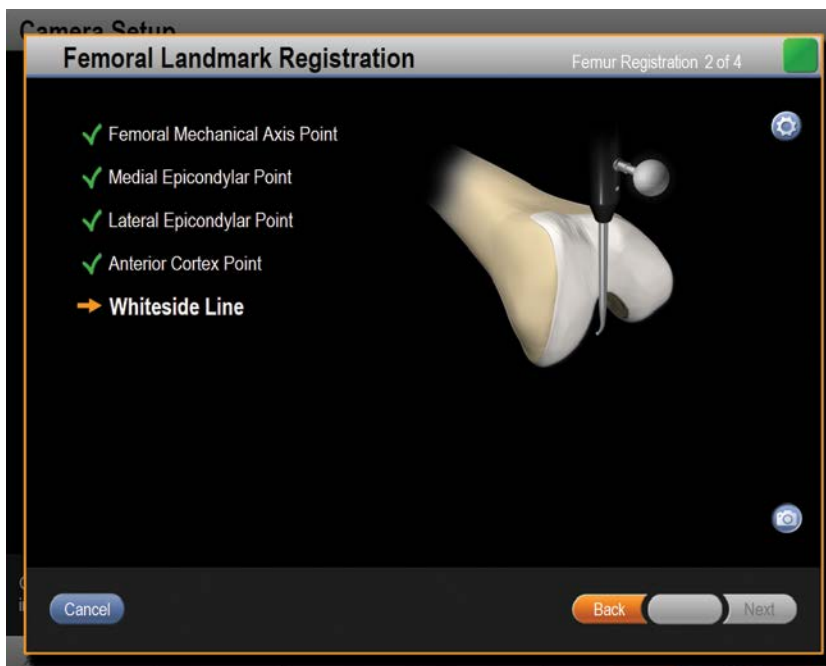 Camera Setup
Femoral Landmark Registration
Femur Registration 2 of 4
Femoral Mechanical Axis Point
Medial Epicondylar Point
Lateral Epicondylar Point
Anterior Cortex Point
Whiteside Line
Cancel
Back
Next